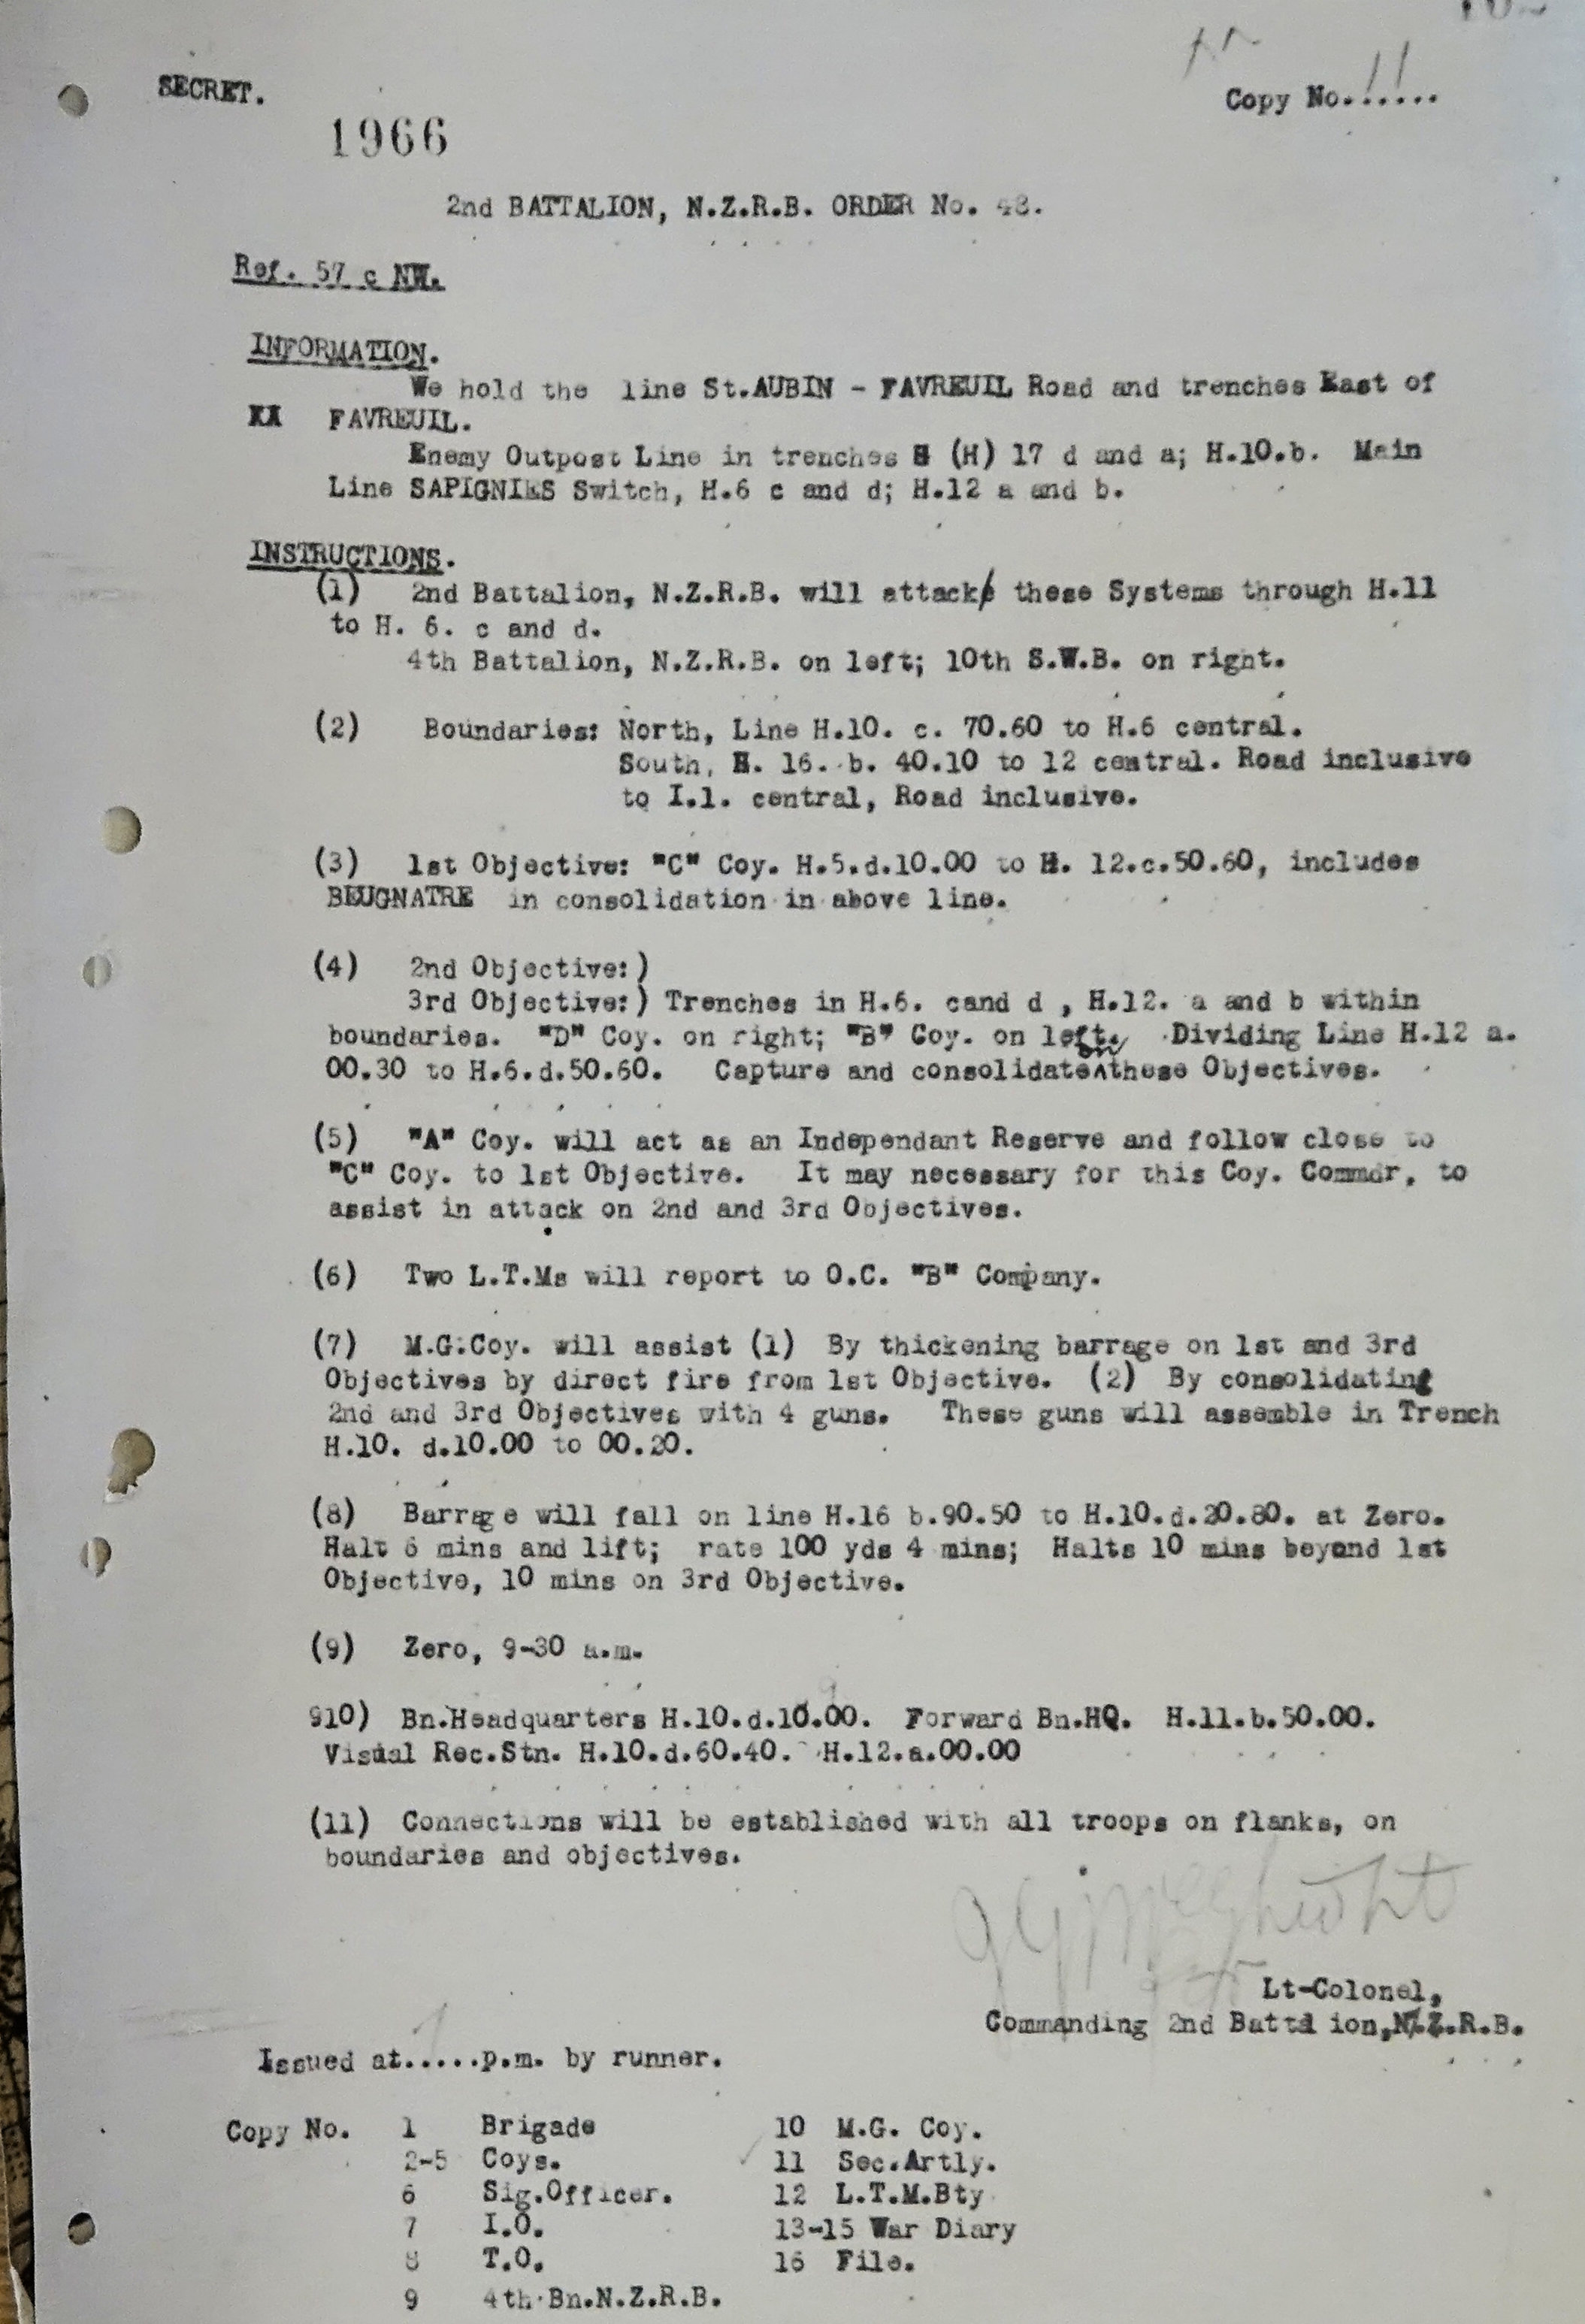 SECRET.
Copy No. 11
1966
2nd BATTALION, N.Z.R.B. ORDER No. 48.
Ref. 57 c NW.
INFORMATION.
We hold the line St.AUBIN - FAVREUIL Road and trenches East of
XX FAVREUIL.
Enemy Outpost Line in trenches (H) 17 d and a; H.10.b. Main
Line SAPIGNIES Switch, H.6 c and d; H.12 a and b.
INSTRUCTIONS.
(1) 2nd Battalion, N.Z.R.B. will attack these Systems through H.11
to H. 6. c and d.
4th Battalion, N.Z.R.B. on left; 10th S.W.B. on right.
(2) Boundaries: North, Line H.10. c. 70.60 to H.6 central.
South, H. 16. b. 40.10 to 12 central. Road inclusive
to I.1. central, Road inclusive.
(3) 1st Objective: "C" Coy. H.5.d.10.00 to H. 12.c.50.60, includes
BEUGNATRE in consolidation in above line.
(4) 2nd Objective:)
3rd Objective:) Trenches in H.6. cand d , H.12. a and b within
boundaries. "D" Coy. on right; "B" Coy. on left. Dividing Line H.12 a.
00.30 to H.6.d.50.60. Capture and consolidate on these Objectives.
(5) "A" Coy. will act as an Independant Reserve and follow close to
"C" Coy. to 1st Objective. It may necessary for this Coy. Commdr, to
assist in attack on 2nd and 3rd Objectives.
(6) Two L.T.Ms will report to O.C. "B" Company.
(7) M.G.Coy. will assist (1) By thickening barrage on 1st and 3rd
Objectives by direct fire from 1st Objective. (2) By consolidating
2nd and 3rd Objectives with 4 guns. These guns will assemble in Trench
H.10. d.10.00 to 00.20.
(8) Barrage will fall on line H.16 b.90.50 to H.10.d.20.80. at Zero.
Halt 6 mins and lift; rate 100 yds 4 mins; Halts 10 mins beyond 1st
Objective, 10 mins on 3rd Objective.
(9) Zero, 9-30 a.m.
910) Bn.Headquarters H.10.d.10.00. Forward Bn.HQ. H.11.b.50.00.
Visual Rec.Stn. H.10.d.60.40. H.12.a.00.00
(11) Connections will be established with all troops on flanks, on
boundaries and objectives.
Lt-Colonel,
Commanding 2nd Battalion,N.Z.R.B.
Issued at.....p.m. by runner.
Copy No. 1 Brigade 10 M.G. Coy.
2-5 Coys. 11 Sec.Artly.
6 Sig.Officer. 12 L.T.M.Bty
7 I.O. 13-15 War Diary
8 T.O. 16 File.
9 4th Bn.N.Z.R.B.